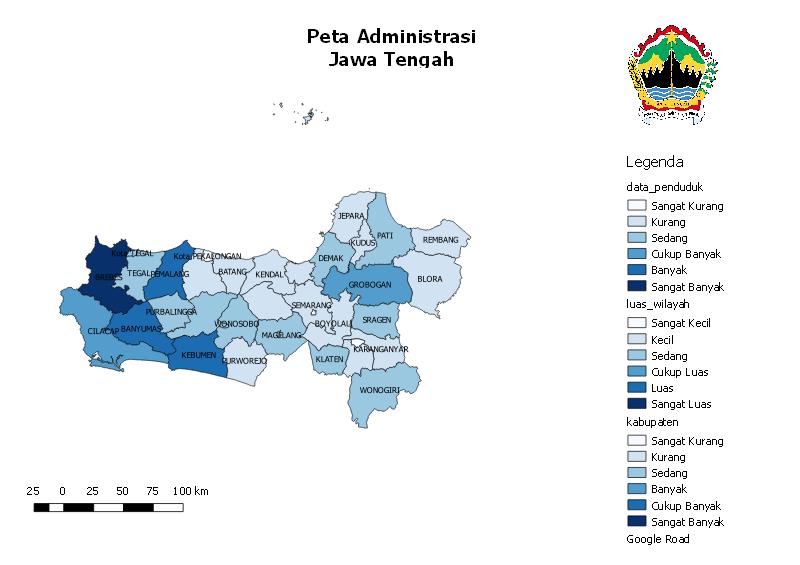 Peta Administrasi
Jawa Tengah
JEPARA
PATI
KUDUS
REMBANG
Kota TEGAL
Kota PEKALONGAN
DEMAK
TEGAL
PEMALANG
BATANG
KENDAL
BREBES
GROBOGAN
BLORA
SEMARANG
PURBALINGGA
WONOSOBO
BOYOLALI
SRAGEN
CILACAP
BANYUMAS
MAGELANG
KARANGANYAR
KEBUMEN
PURWOREJO
KLATEN
WONOGIRI
25 0 25 50 75 100 km
Legenda
data_penduduk
Sangat Kurang
Kurang
Sedang
Cukup Banyak
Banyak
Sangat Banyak
luas_wilayah
Sangat Kecil
Kecil
Sedang
Cukup Luas
Luas
Sangat Luas
kabupaten
Sangat Kurang
Kurang
Sedang
Banyak
Cukup Banyak
Sangat Banyak
Google Road